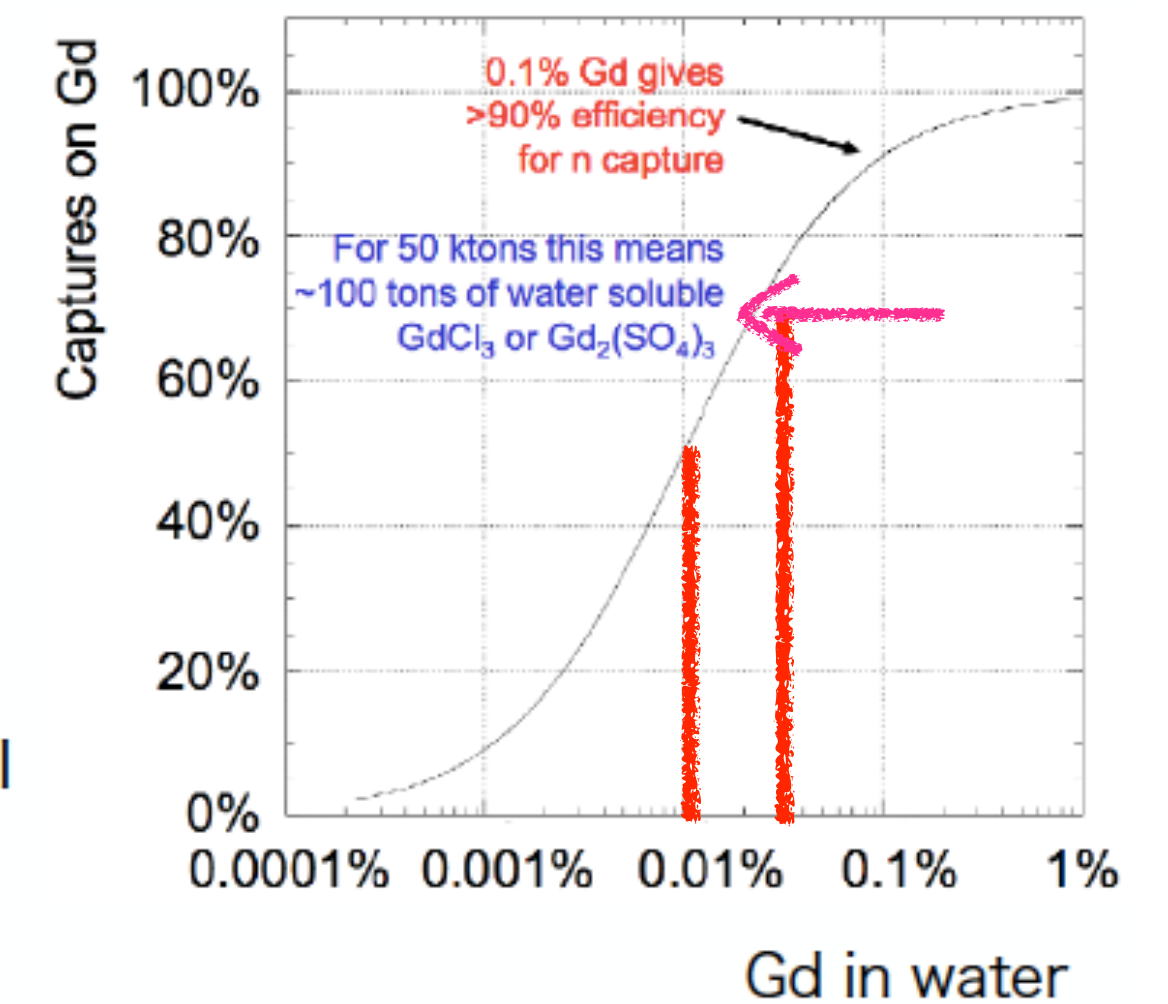 Captures on Gd
100%
80%
60%
40%
20%
0%
0.1% Gd gives
>90% efficiency
for n capture
For 50 ktons this means
~100 tons of water soluble
GdCl₃ or Gd₂(SO₄)₃
0.0001%
0.001%
0.01%
0.1%
1%
Gd in water